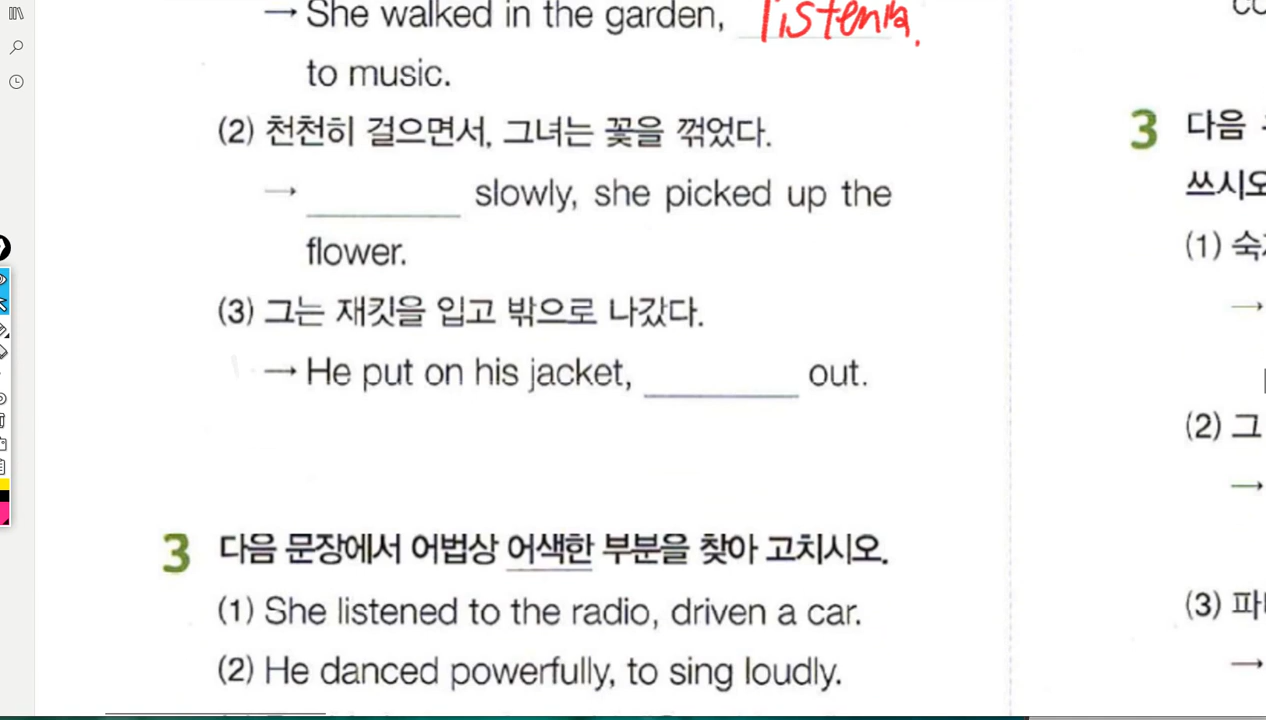 → She walked in the garden, listening
to music.
(2) 천천히 걸으면서, 그녀는 꽃을 꺾었다.
→ slowly, she picked up the
flower.
(3) 그는 재킷을 입고 밖으로 나갔다.
→ He put on his jacket, out.
3 다음 문장에서 어법상 어색한 부분을 찾아 고치시오.
(1) She listened to the radio, driven a car.
(2) He danced powerfully, to sing loudly.
3 다음
쓰시오
(1)
→
(2) 그
→
(3)
→